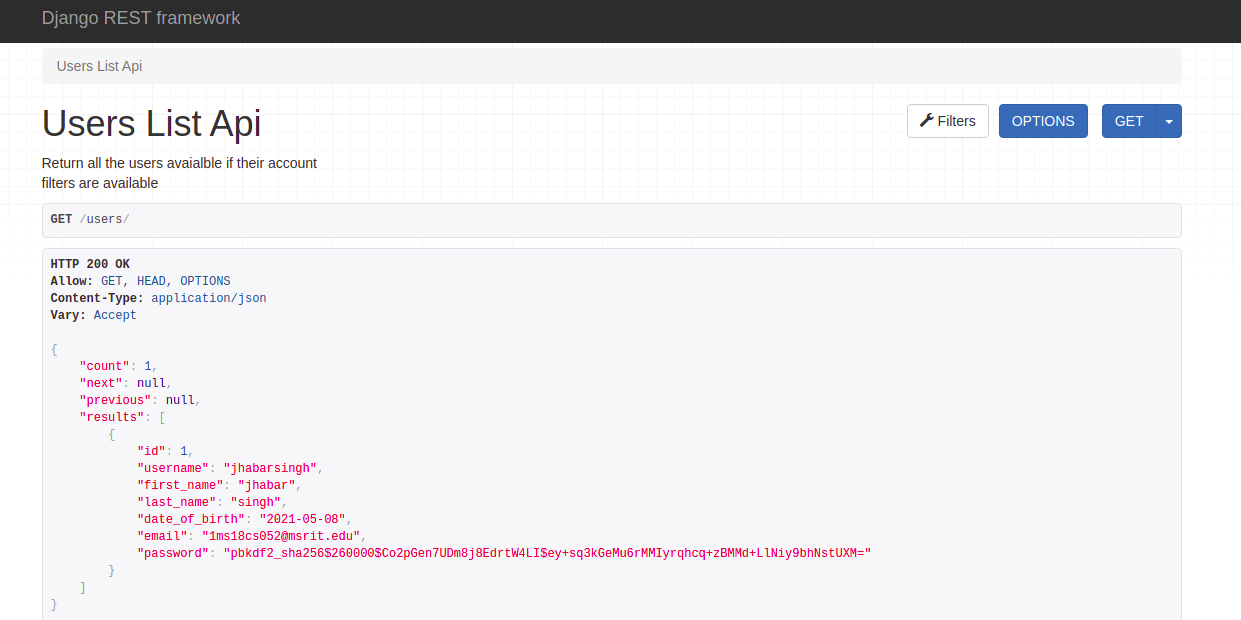 Django REST framework
Users List Api
Users List Api
Filters
OPTIONS
GET
Return all the users avaialble if their account
filters are available
GET /users/
HTTP 200 OK
Allow: GET, HEAD, OPTIONS
Content-Type: application/json
Vary: Accept
{
    "count": 1,
    "next": null,
    "previous": null,
    "results": [
        {
            "id": 1,
            "username": "jhabarsingh",
            "first_name": "jhabar",
            "last_name": "singh",
            "date_of_birth": "2021-05-08",
            "email": "1ms18cs052@msrit.edu",
            "password": "pbkdf2_sha256$260000$Co2pGen7UDm8j8EdrtW4LI$ey+sq3kGeMu6rMMIyrqhcq+zBMMd+LlNiy9bhNstUXM="
        }
    ]
}